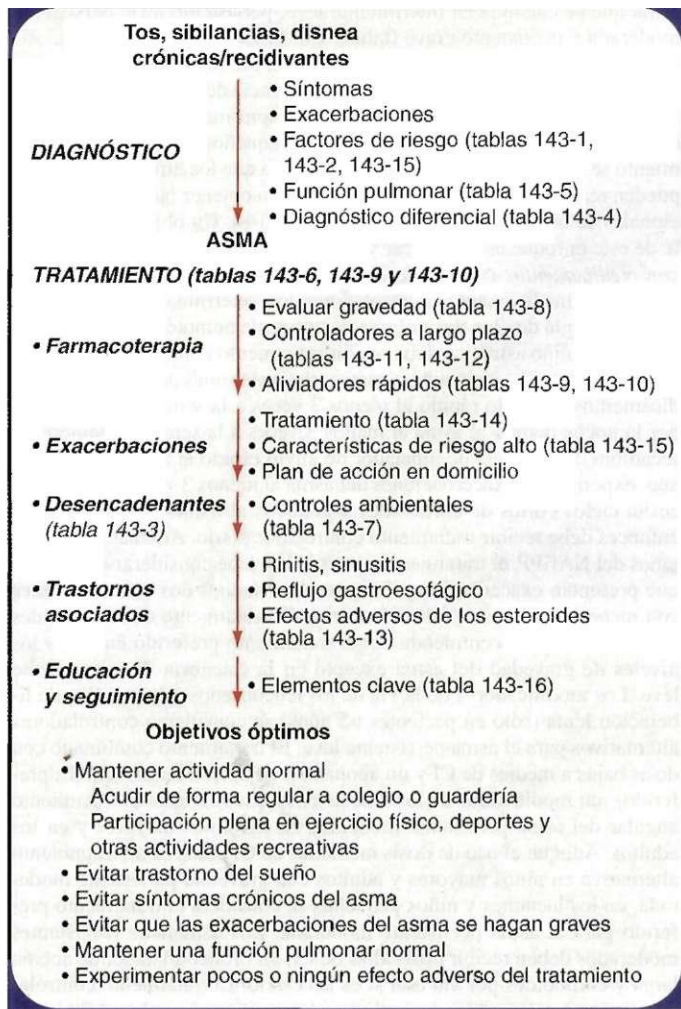 Tos, sibilancias, disnea
crónicas/recidivantes
• Síntomas
• Exacerbaciones
• Factores de riesgo (tablas 143-1,
DIAGNÓSTICO
143-2, 143-15)
• Función pulmonar (tabla 143-5)
• Diagnóstico diferencial (tabla 143-4)
ASMA
TRATAMIENTO (tablas 143-6, 143-9 y 143-10)
• Evaluar gravedad (tabla 143-8)
• Controladores a largo plazo
• Farmacoterapia
(tablas 143-11, 143-12)
• Aliviadores rápidos (tablas 143-9, 143-10)
• Tratamiento (tabla 143-14)
• Exacerbaciones
• Características de riesgo alto (tabla 143-15)
• Plan de acción en domicilio
• Desencadenantes
(tabla 143-3)
• Controles ambientales
(tabla 143-7)
• Rinitis, sinusitis
• Trastornos
asociados
• Reflujo gastroesofágico
• Efectos adversos de los esteroides
(tabla 143-13)
• Educación
y seguimiento
• Elementos clave (tabla 143-16)
Objetivos óptimos
• Mantener actividad normal
Acudir de forma regular a colegio o guardería
Participación plena en ejercicio físico, deportes y
otras actividades recreativas
• Evitar trastorno del sueño
• Evitar síntomas crónicos del asma
• Evitar que las exacerbaciones del asma se hagan graves
• Mantener la función pulmonar normal
• Experimentar pocos o ningún efecto adverso del tratamiento